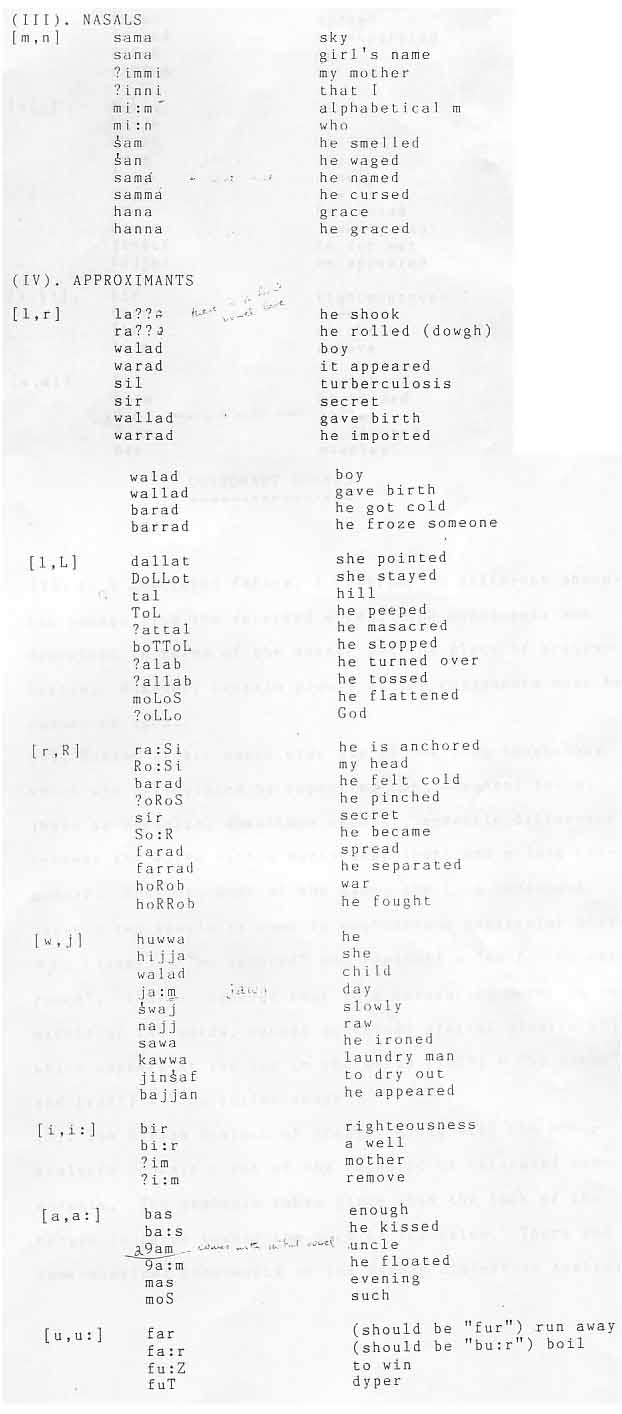 (III). NASALS
[m,n] sama sky
sana girl's name
?immi my mother
?inni that I
mi:m alphabetical m
mi:n who
šam he smelled
šan he waged
samá he named
sammá he cursed
hana grace
hanna he graced
(IV). APPROXIMANTS
[l,r] la??a he shook
ra??a he rolled (dowgh)
walad boy
warad it appeared
sil turberculosis
sir secret
wallad gave birth
warrad he imported
walad boy
wallad gave birth
barad he got cold
barrad he froze someone
[l,L] dallat she pointed
DoLLot she stayed
tal hill
ToL he peeped
?attal he masacred
boTToL he stopped
?alab he turned over
?allab he tossed
moLoS he flattened
?oLLo God
[r,R] ra:Si he is anchored
Ro:Si my head
barad he felt cold
?oRoS he pinched
sir secret
So:R he became
farad spread
farrad he separated
hoRob war
hoRRob he fought
[w,j] huwwa he
hijja she
walad child
ja:m jawm day
šwaj slowly
najj raw
sawa he ironed
kawwa laundry man
jinšaf to dry out
bajjan he appeared
[i,i:] bir righteousness
bi:r a well
?im mother
?i:m remove
[a,a:] bas enough
ba:s he kissed
a9am comes with initial vowel uncle
9a:m he floated
mas evening
moS such
[u,u:] far (should be "fur") run away
fa:r (should be "bu:r") boil
fu:Z to win
fuT dyper